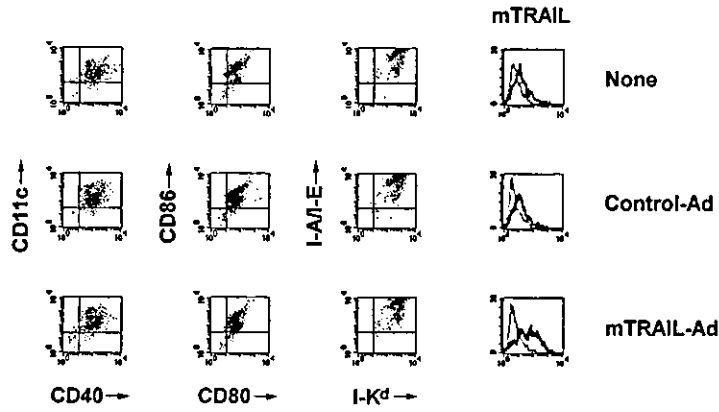 mTRAIL
None
Control-Ad
mTRAIL-Ad
CD11c
CD86
I-A/I-E
CD40
CD80
I-Kd